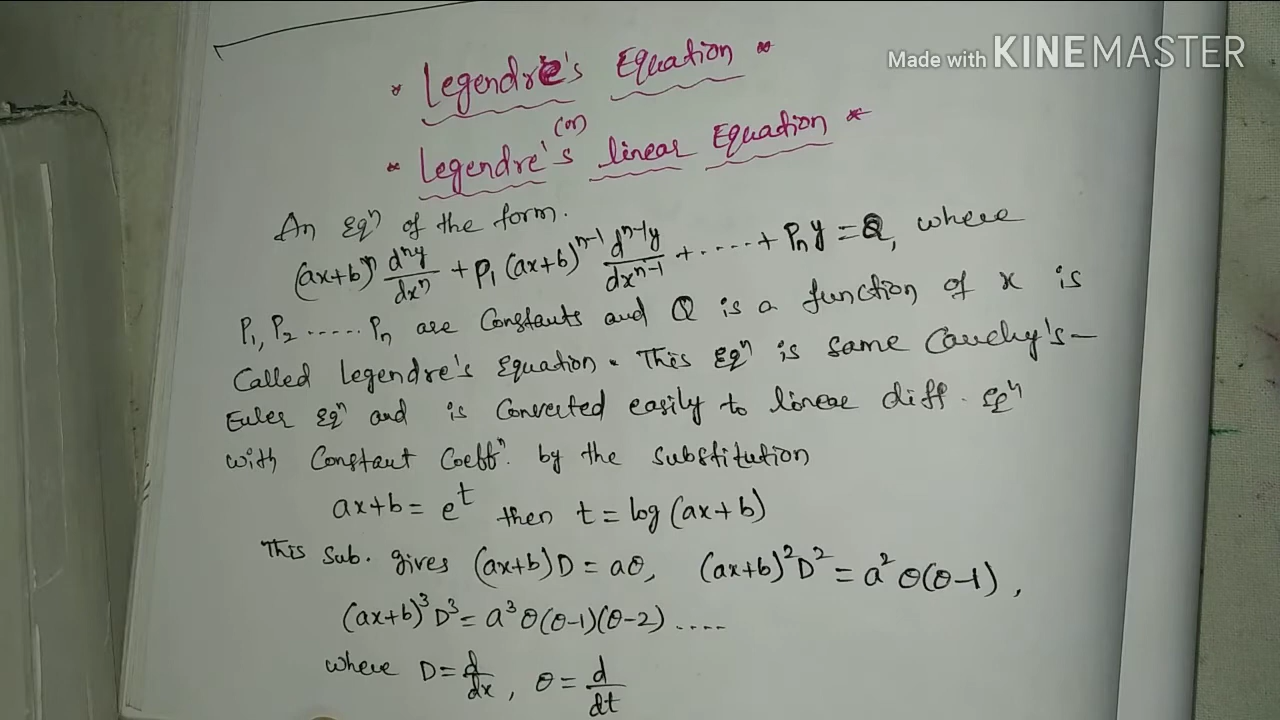 Made with KINEMASTER
* Legendre's Equation *
(or)
* Legendre's linear Equation *
An Eqⁿ of the form.
(ax+b)ⁿ dⁿy/dxⁿ + P₁ (ax+b)ⁿ⁻¹ dⁿ⁻¹y/dxⁿ⁻¹ + ...... + Pₙy = Q, where
P₁, P₂ ...... Pₙ are Constants and Q is a function of x is
Called Legendre's Equation. This Eqⁿ is same Cauchy's-
Euler Eqⁿ and is Converted easily to linear diff. Eqⁿ
with Constant Coeffⁿ. by the substitution
ax+b = eᵗ then t = log (ax+b)
This Sub. gives (ax+b)D = aθ, (ax+b)²D² = a² θ(θ-1),
(ax+b)³D³ = a³ θ(θ-1)(θ-2) ....
where D = d/dx, θ = d/dt